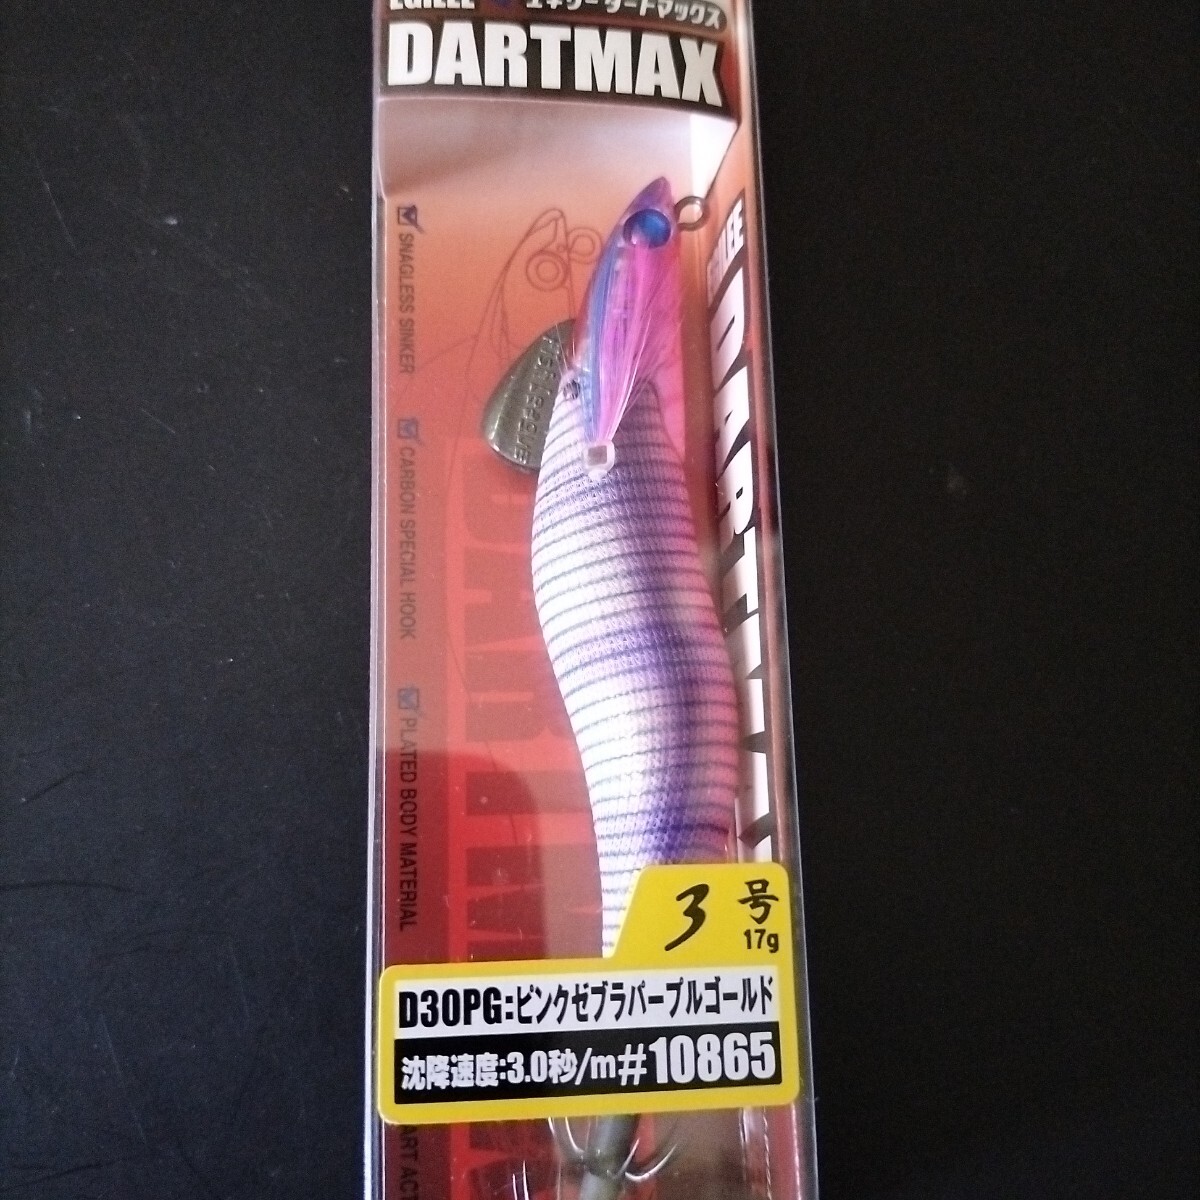 EGILEE エギリーダートマックス
DARTMAX
SNAGLESS SINKER
CARBON SPECIAL HOOK
PLATED BODY MATERIAL
3号
17g
D30PG:ピンクゼブラパープルゴールド
沈降速度:3.0秒/m #10865